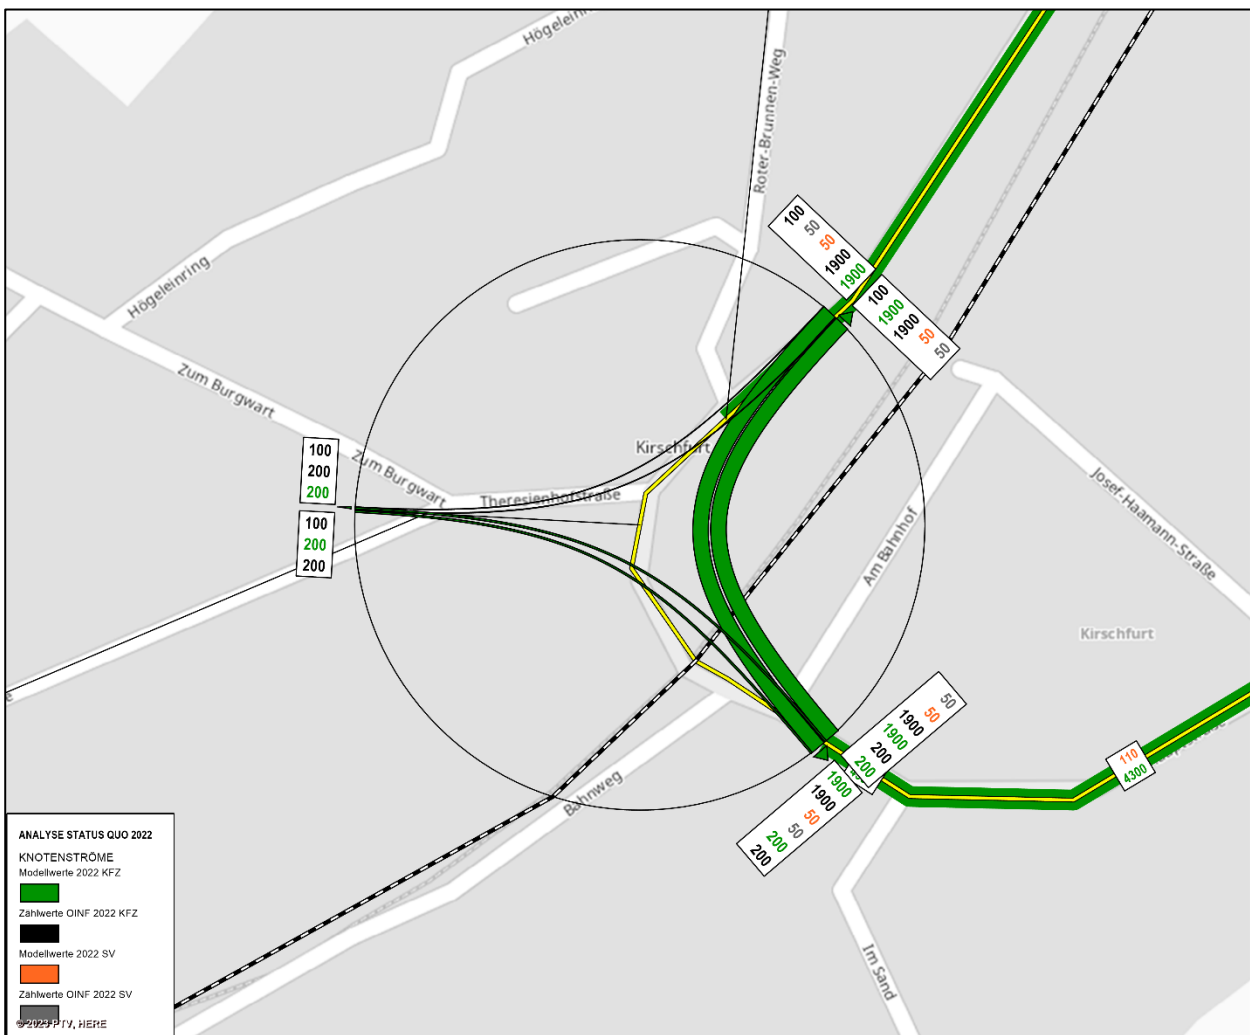 Högeleinri
Roter-Brunnen-Weg
Högeleinring
100
50
50
1900
1900
100
1900
1900
50
50
Zum Burgwart
Zum Burgwart
Kirschfurt
Theresienhofstraße
100
200
200
100
200
200
Am Bahnhof
Josef-Haamann-Straße
Kirschfurt
50
50
1900
1900
200
200
1900
1900
50
50
200
200
110
4300
Bahnweg
Im Sand
ANALYSE STATUS QUO 2022
KNOTENSTRÖME
Modellwerte 2022 KFZ
Zählwerte OINF 2022 KFZ
Modellwerte 2022 SV
Zählwerte OINF 2022 SV
© 2023 PTV, HERE